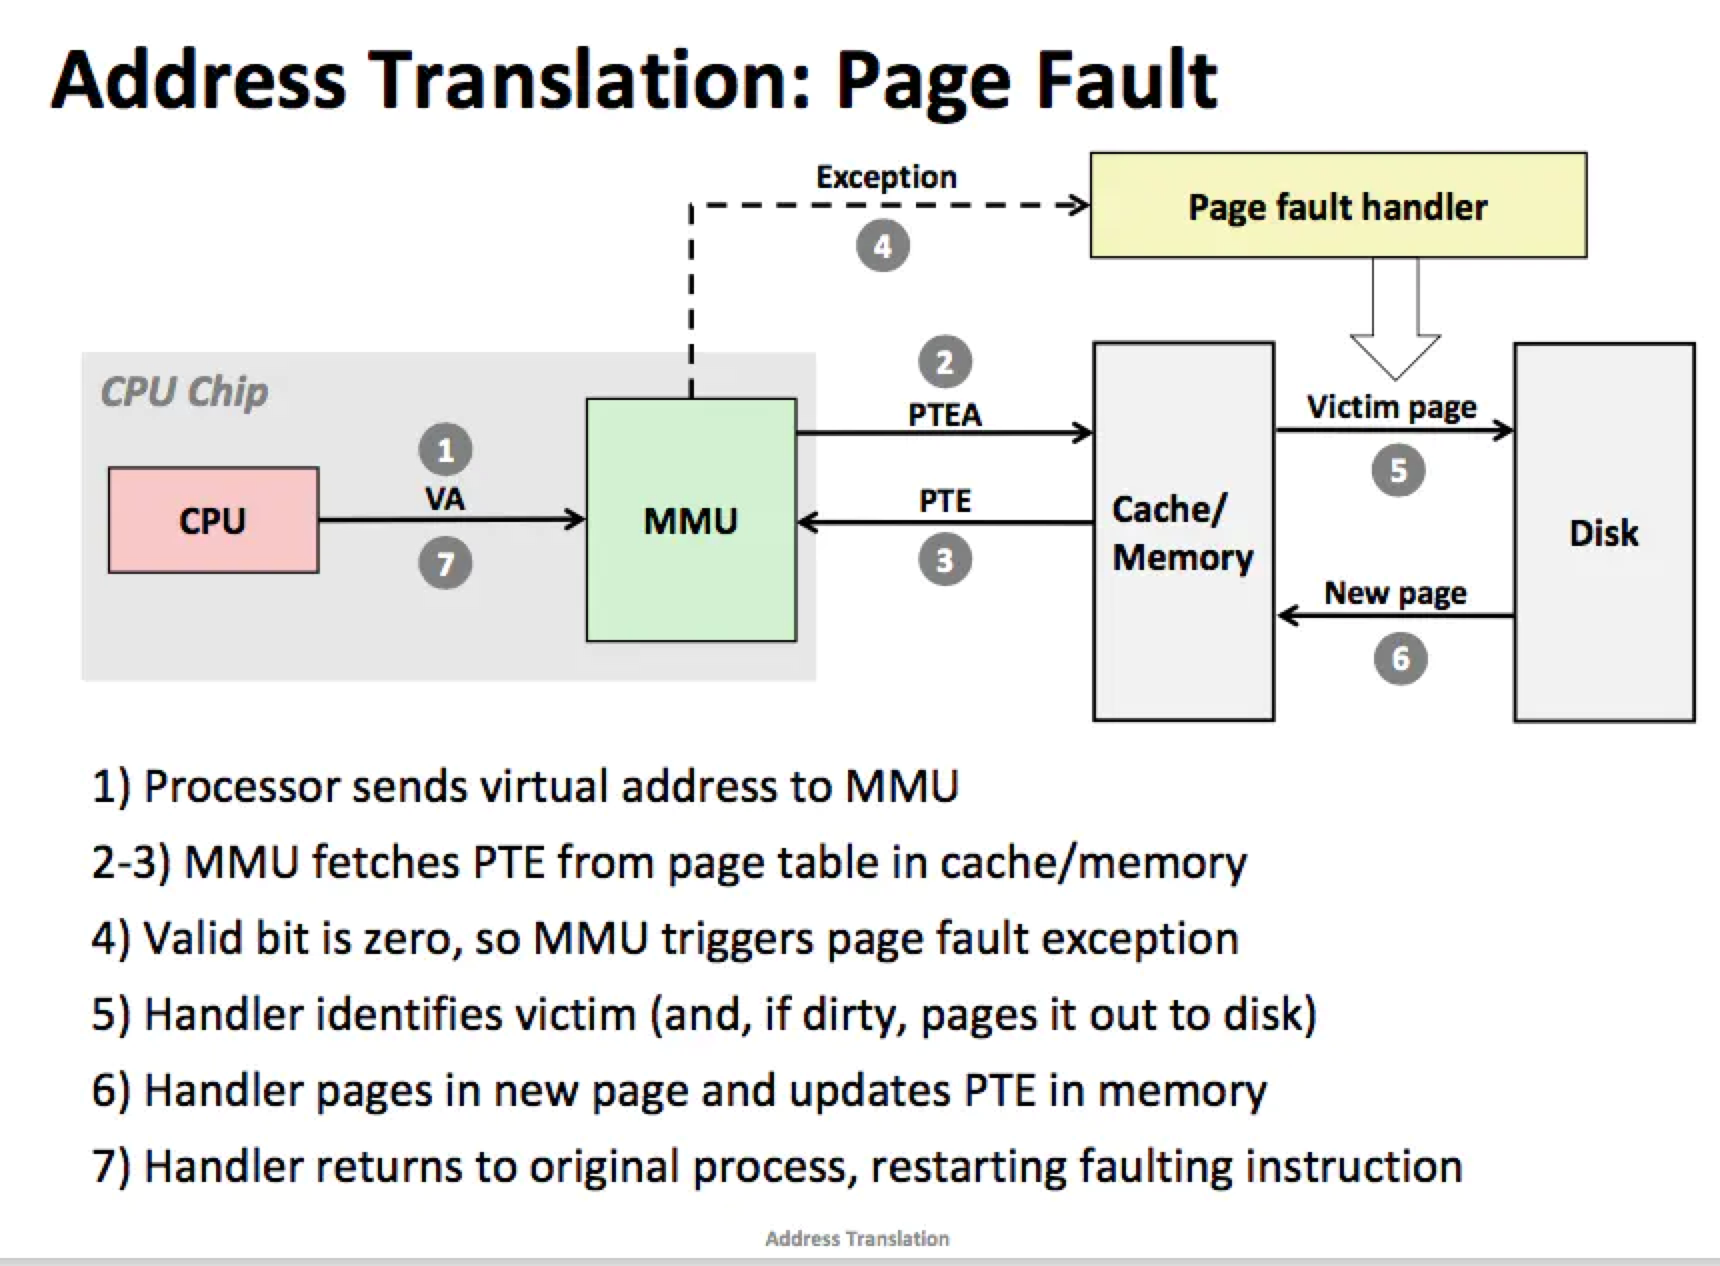 Address Translation: Page Fault
Exception
4
Page fault handler
CPU Chip
2
PTEA
Victim page
5
1
VA
7
CPU
MMU
PTE
3
Cache/
Memory
Disk
New page
6
1) Processor sends virtual address to MMU
2-3) MMU fetches PTE from page table in cache/memory
4) Valid bit is zero, so MMU triggers page fault exception
5) Handler identifies victim (and, if dirty, pages it out to disk)
6) Handler pages in new page and updates PTE in memory
7) Handler returns to original process, restarting faulting instruction
Address Translation